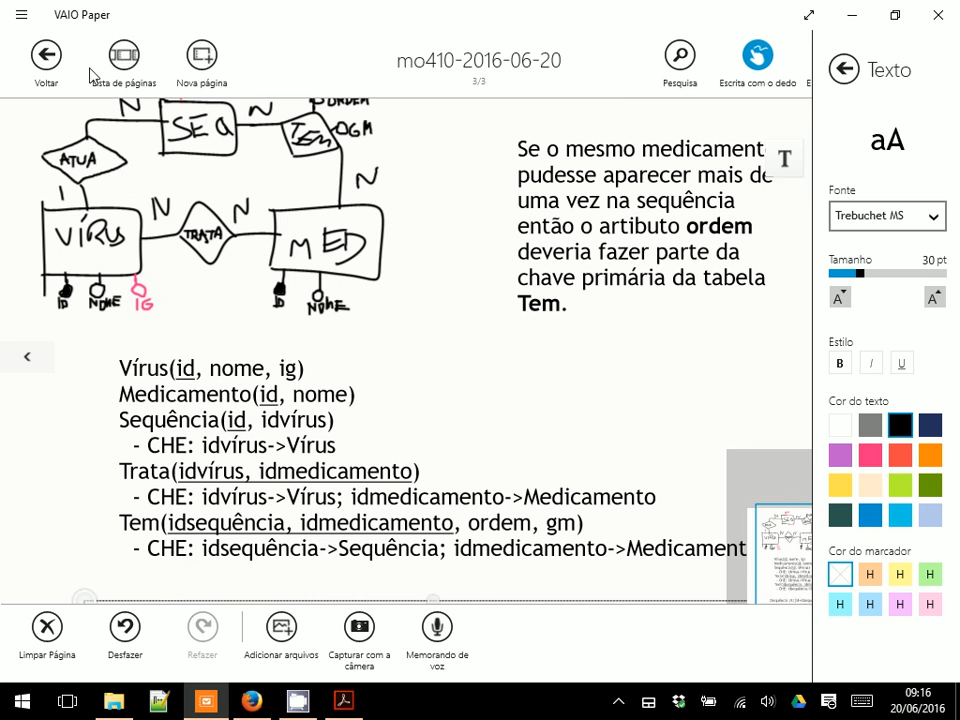 VAIO Paper
Voltar
Lista de páginas
Nova página
mo410-2016-06-20
3/3
Pesquisa
Escrita com o dedo
E
Texto
aA
Fonte
Trebuchet MS
Tamanho
30 pt
A
A
Estilo
B
I
U
Cor do texto
Cor do marcador
H
H
H
H
H
H
H
T
N
SEQ
N
ORDEM
TEM
GM
ATUA
N
1
N
N
VÍRUS
TRATA
MED
ID
NOME
IG
ID
NOME
Se o mesmo medicament
pudesse aparecer mais de
uma vez na sequência
então o artibuto ordem
deveria fazer parte da
chave primária da tabela
Tem.
Vírus(id, nome, ig)
Medicamento(id, nome)
Sequência(id, idvírus)
- CHE: idvírus->Vírus
Trata(idvírus, idmedicamento)
- CHE: idvírus->Vírus; idmedicamento->Medicamento
Tem(idsequência, idmedicamento, ordem, gm)
- CHE: idsequência->Sequência; idmedicamento->Medicament
Limpar Página
Desfazer
Refazer
Adicionar arquivos
Capturar com a
câmera
Memorando de
voz
09:16
20/06/2016